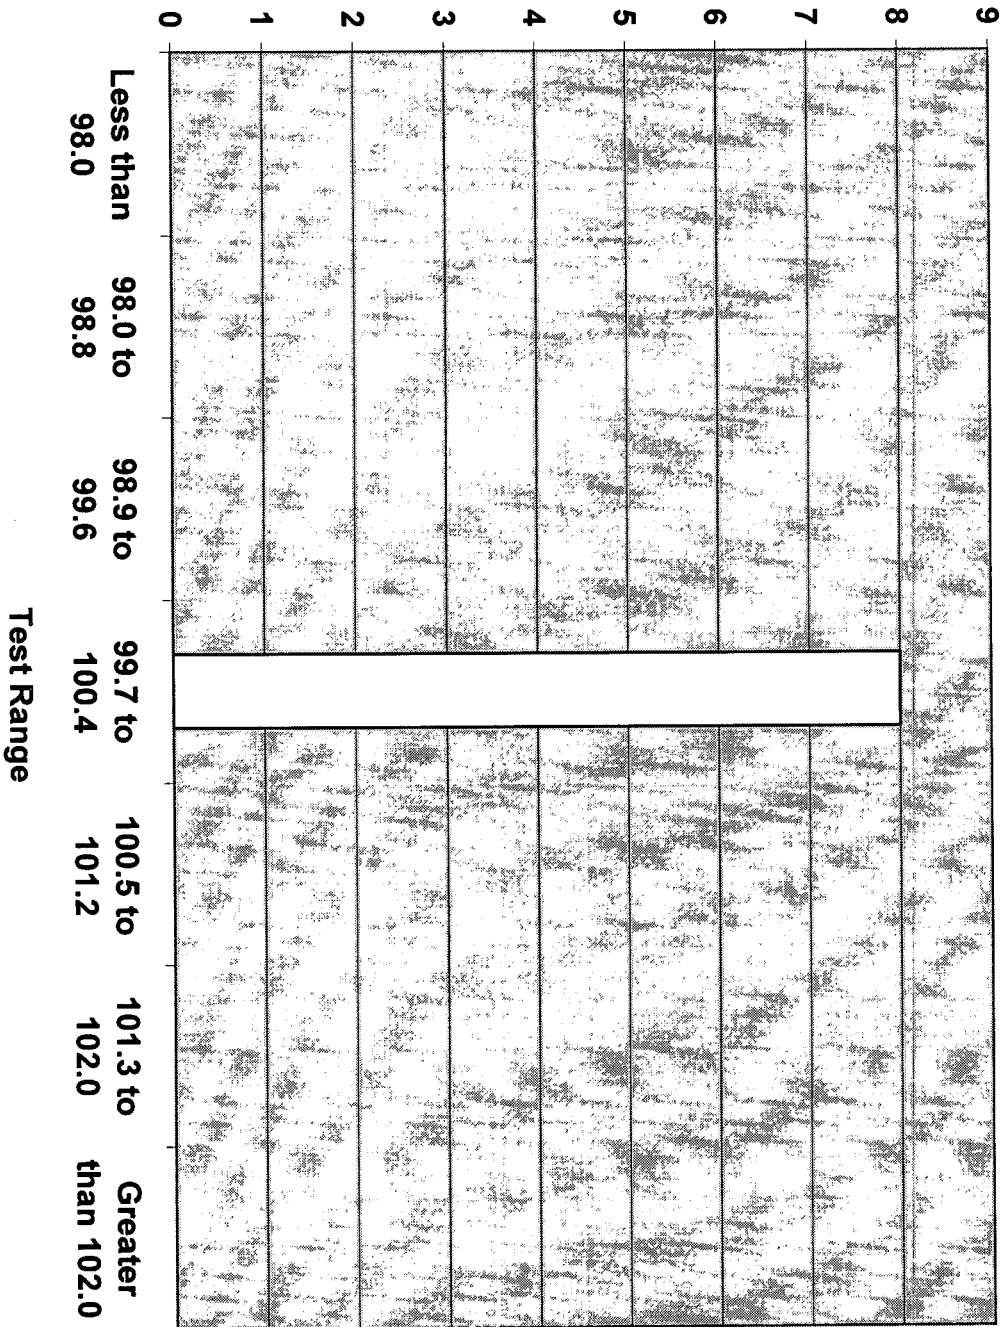 9
8
7
6
5
4
3
2
1
0
Less than
98.0
98.0 to
98.8
98.9 to
99.6
99.7 to
100.4
100.5 to
101.2
101.3 to
102.0
Greater
than 102.0
Test Range